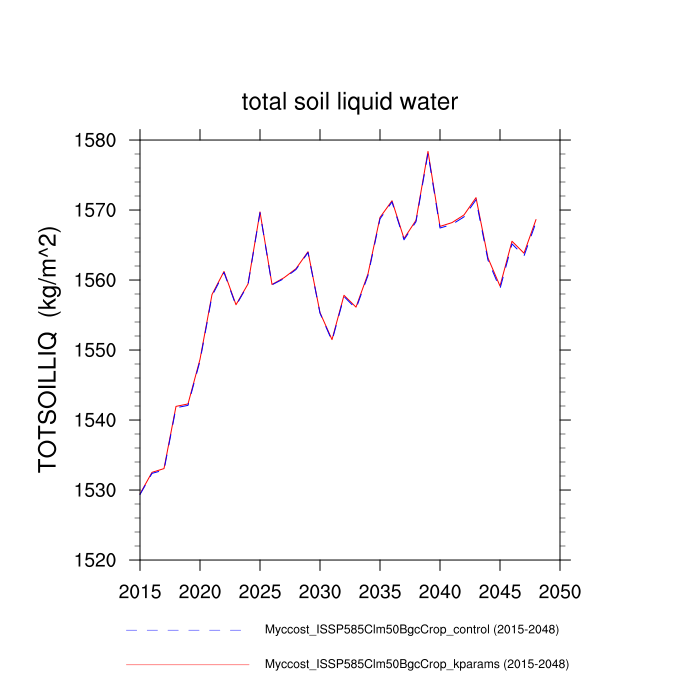 total soil liquid water
TOTSOILLIQ (kg/m^2)
1580
1570
1560
1550
1540
1530
1520
2015 2020 2025 2030 2035 2040 2045 2050
Myccost_ISSP585Clm50BgcCrop_control (2015-2048)
Myccost_ISSP585Clm50BgcCrop_kparams (2015-2048)